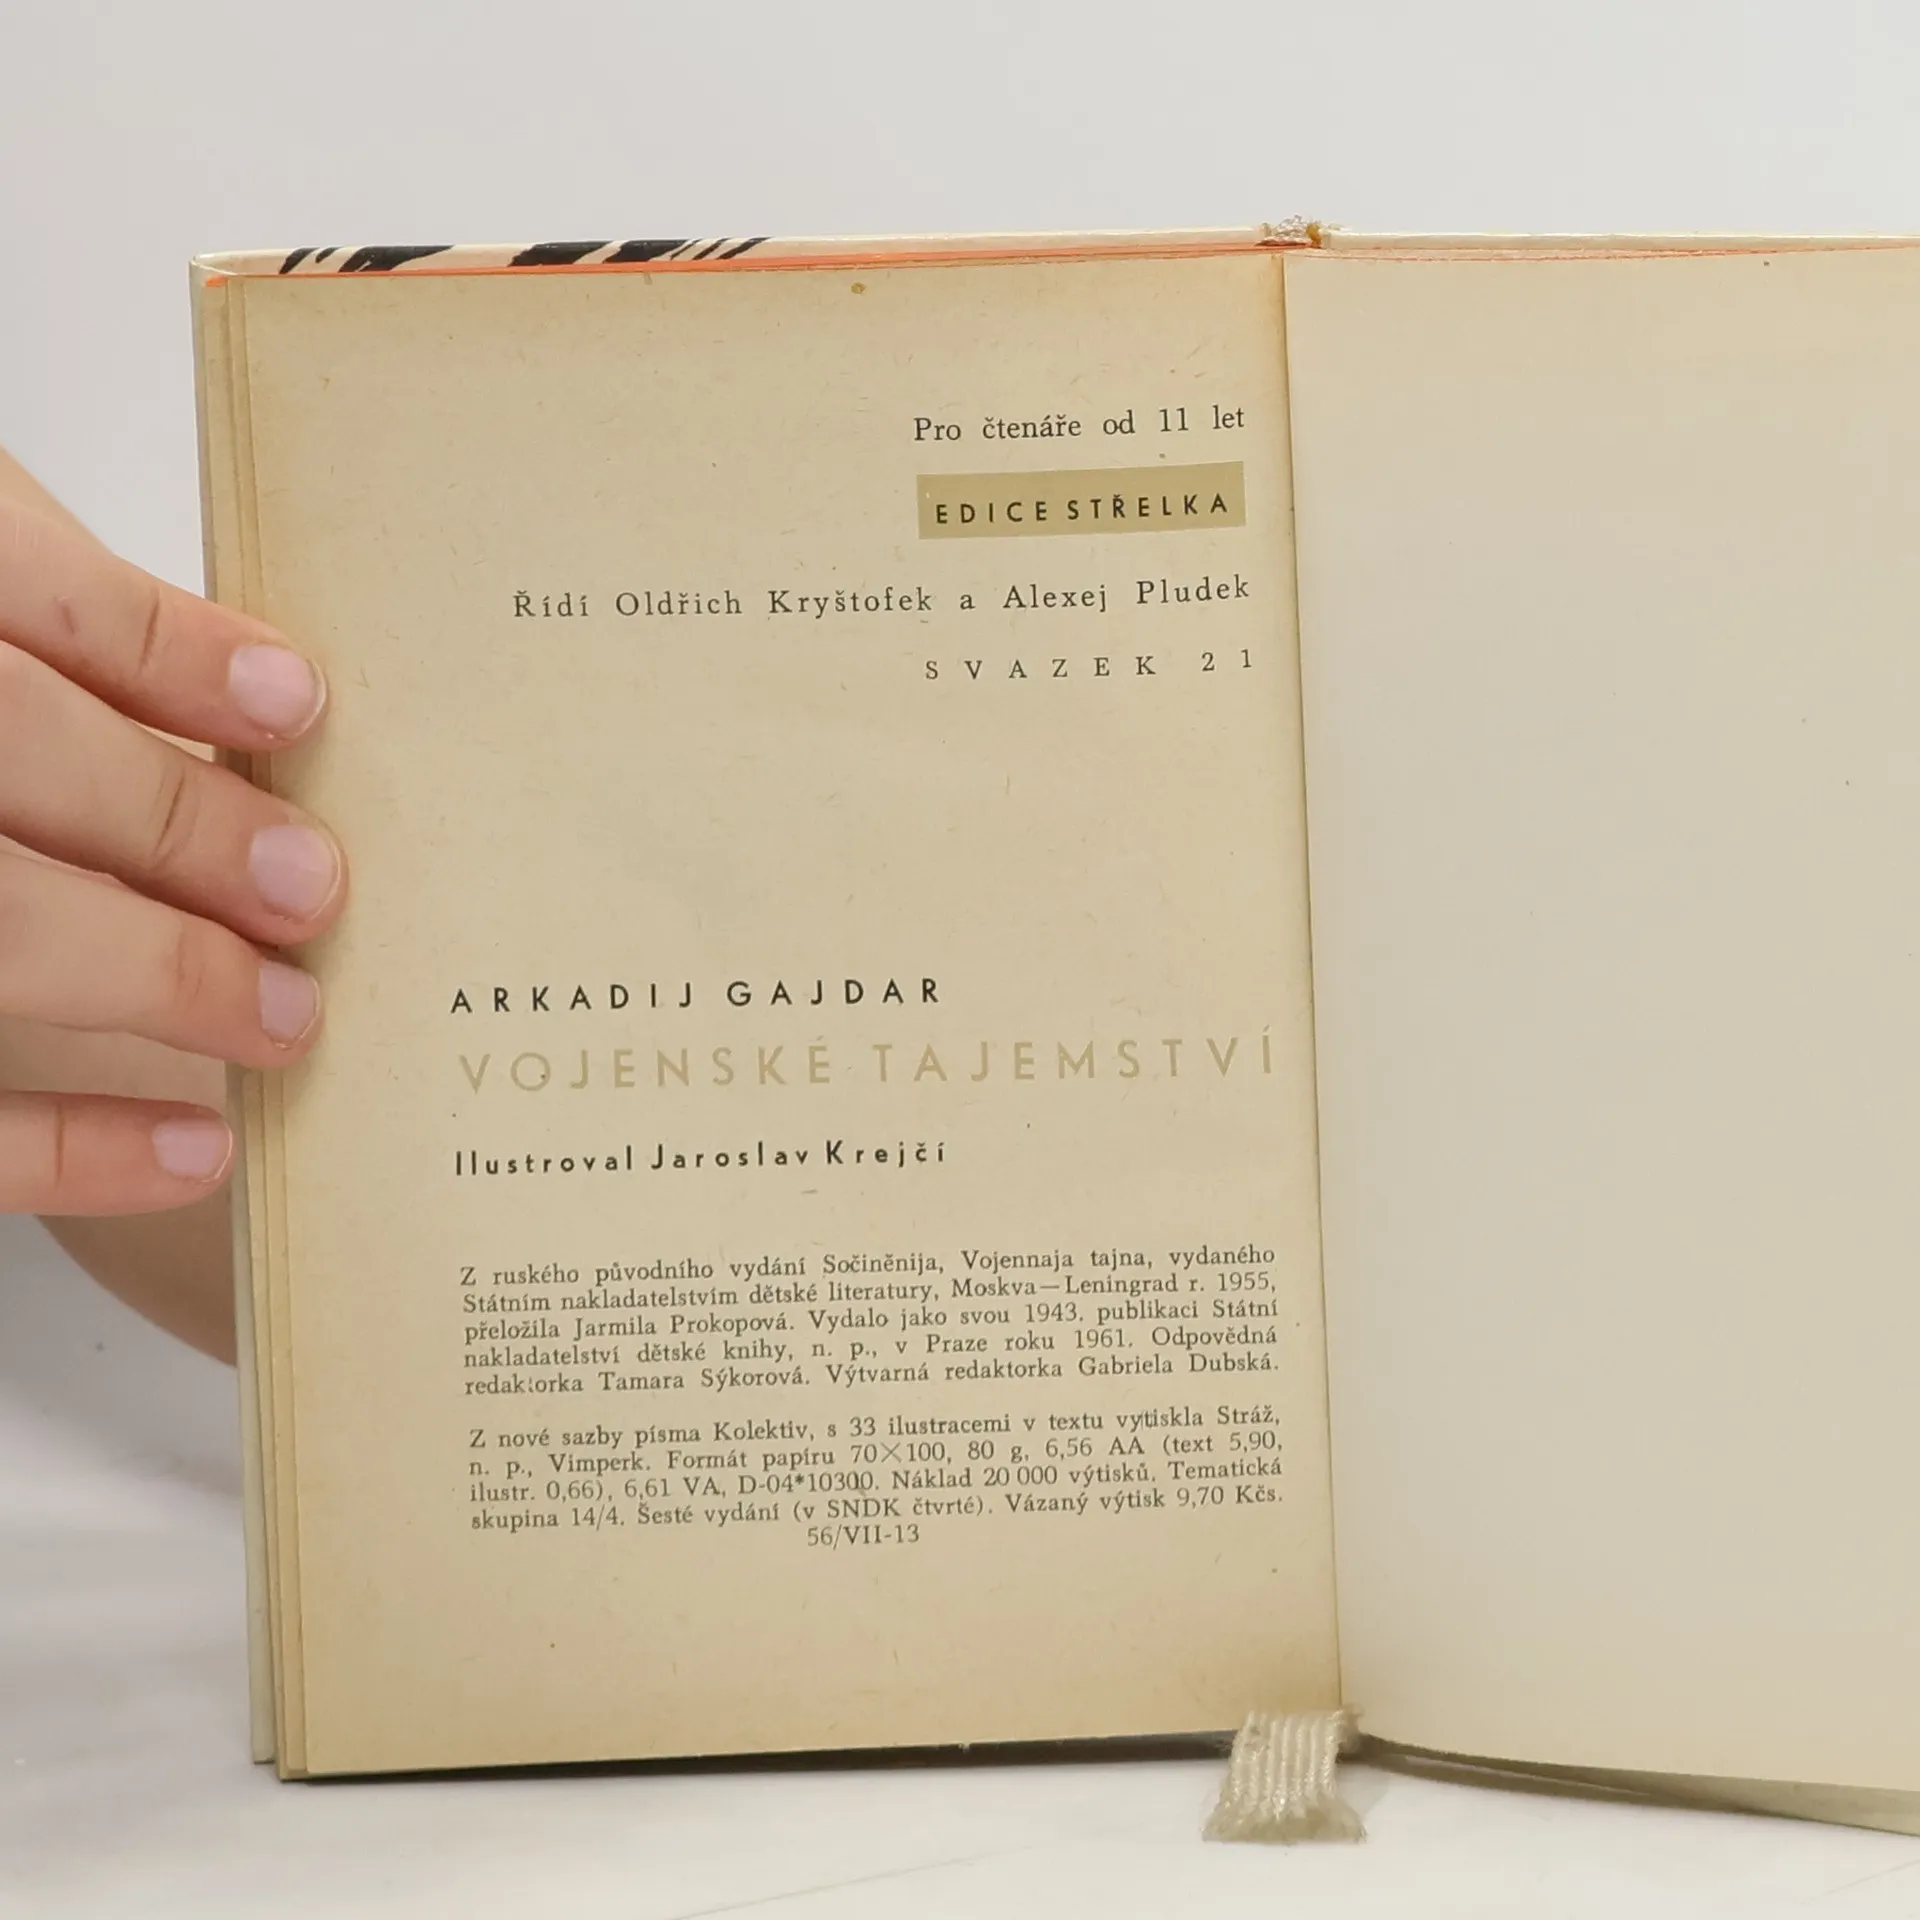 Pro čtenáře od 11 let
EDICE STŘELKA
Řídí Oldřich Kryštofek a Alexej Pludek
SVAZEK 21
ARKADIJ GAJDAR
VOJENSKÉ TAJEMSTVÍ
Ilustroval Jaroslav Krejčí
Z ruského původního vydání Sočiněnija, Vojennaja tajna, vydaného
Státním nakladatelstvím dětské literatury, Moskva—Leningrad r. 1955,
přeložila Jarmila Prokopová. Vydalo jako svou 1943. publikaci Státní
nakladatelství dětské knihy, n. p., v Praze roku 1961. Odpovědná
redaktorka Tamara Sýkorová. Výtvarná redaktorka Gabriela Dubská.
Z nové sazby písma Kolektiv, s 33 ilustracemi v textu vytiskla Stráž,
n. p., Vimperk. Formát papíru 70×100, 80 g, 6,56 AA (text 5,90,
ilustr. 0,66), 6,61 VA, D-04*10300. Náklad 20 000 výtisků. Tematická
skupina 14/4. Šesté vydání (v SNDK čtvrté). Vázaný výtisk 9,70 Kčs.
56/VII-13